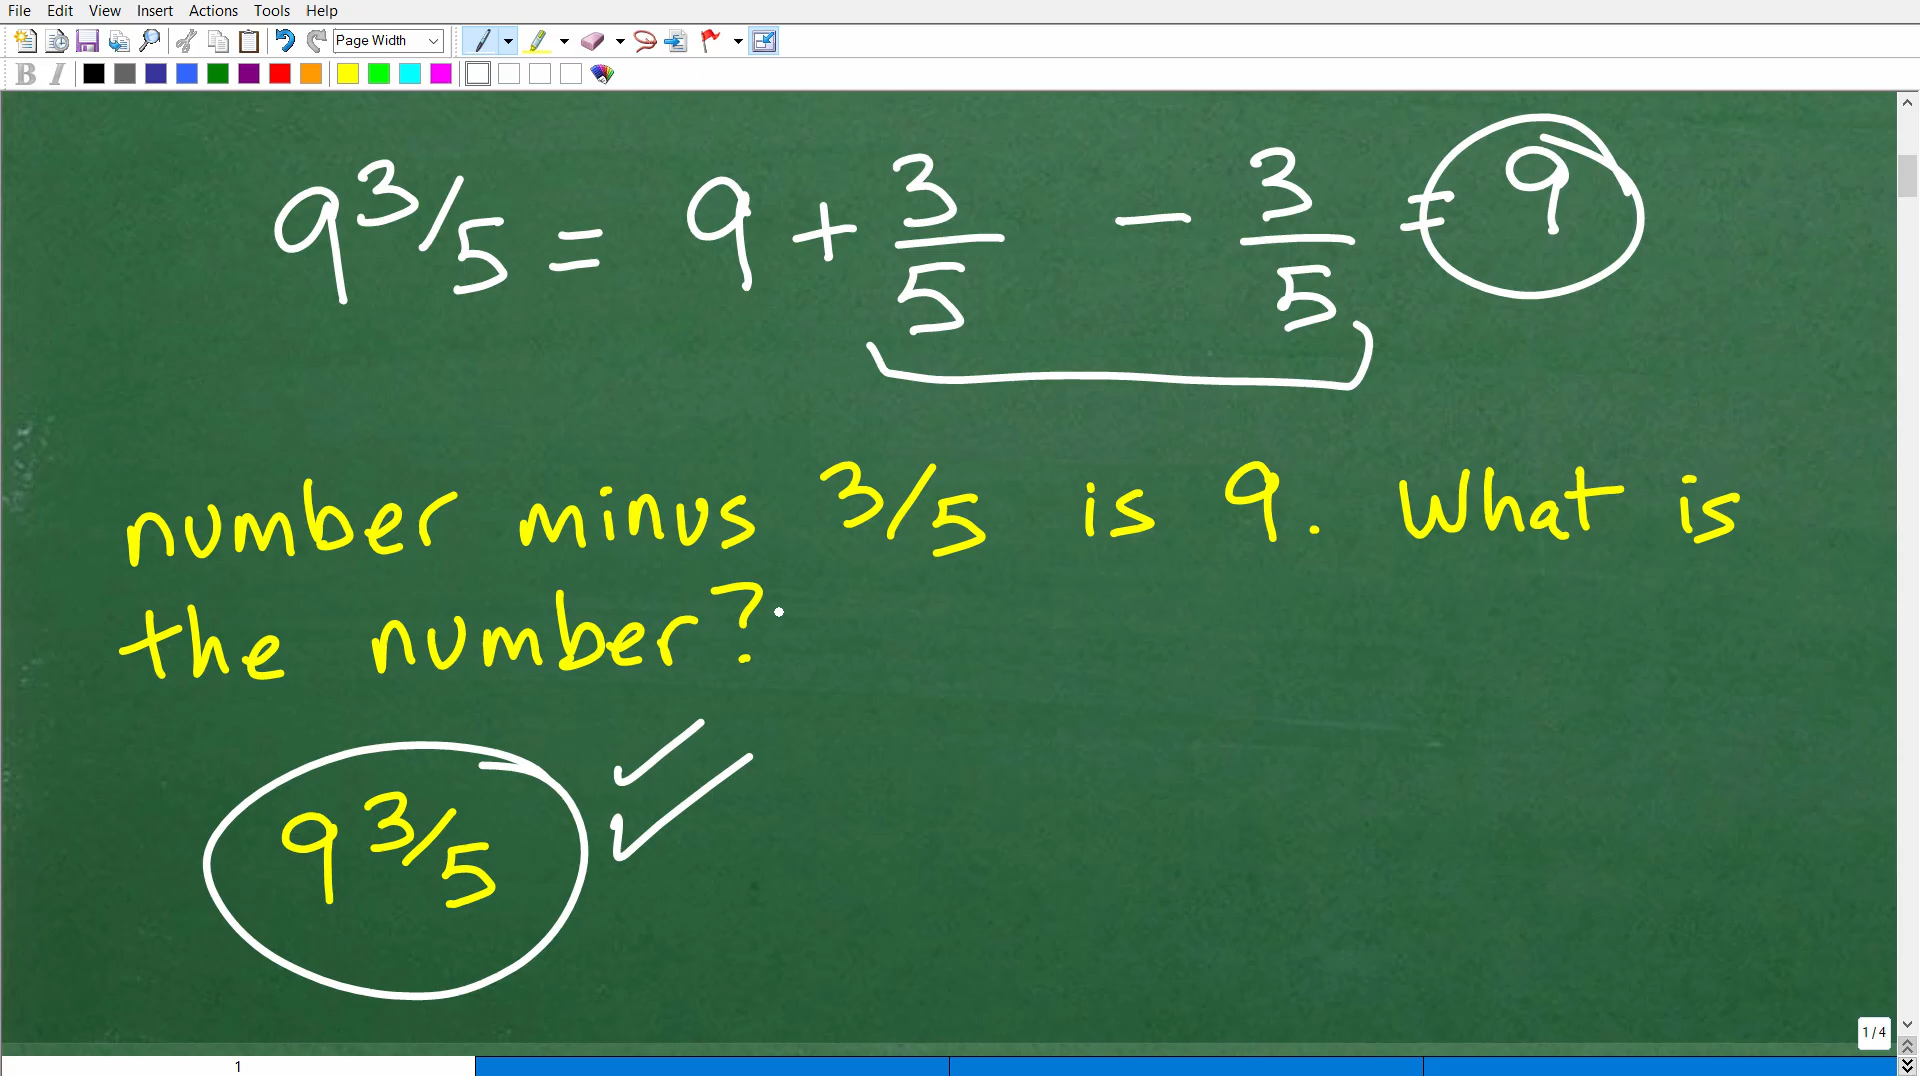 File Edit View Insert Actions Tools Help
Page Width
B I
9 3/5 = 9 + 3/5 - 3/5 = 9
number minus 3/5 is 9. What is
the number?
9 3/5
1 / 4
1